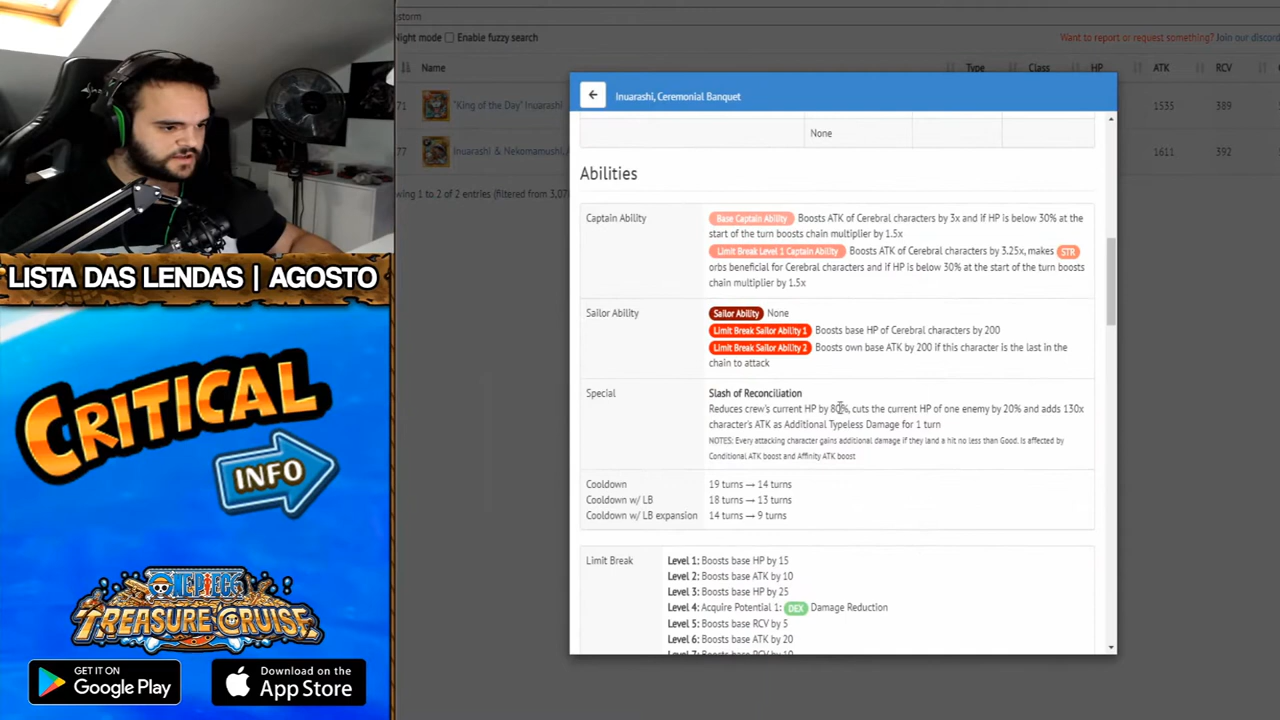 ystorm
Night mode Enable fuzzy search
Want to report or request something? Join our discord
Name Type Class HP ATK RCV
71 "King of the Day" Inuarashi 1535 389
77 Inuarashi & Nekomamushi, A 1611 392
wing 1 to 2 of 2 entries (filtered from 3,07
Inuarashi, Ceremonial Banquet
None
Abilities
Captain Ability
Base Captain Ability Boosts ATK of Cerebral characters by 3x and if HP is below 30% at the
start of the turn boosts chain multiplier by 1.5x
Limit Break Level 1 Captain Ability Boosts ATK of Cerebral characters by 3.25x, makes STR
orbs beneficial for Cerebral characters and if HP is below 30% at the start of the turn boosts
chain multiplier by 1.5x
Sailor Ability
Sailor Ability None
Limit Break Sailor Ability 1 Boosts base HP of Cerebral characters by 200
Limit Break Sailor Ability 2 Boosts own base ATK by 200 if this character is the last in the
chain to attack
Special
Slash of Reconciliation
Reduces crew's current HP by 80%, cuts the current HP of one enemy by 20% and adds 130x
character's ATK as Additional Typeless Damage for 1 turn
NOTES: Every attacking character gains additional damage if they land a hit no less than Good. Is affected by
Conditional ATK boost and Affinity ATK boost
Cooldown 19 turns → 14 turns
Cooldown w/ LB 18 turns → 13 turns
Cooldown w/ LB expansion 14 turns → 9 turns
Limit Break
Level 1: Boosts base HP by 15
Level 2: Boosts base ATK by 10
Level 3: Boosts base HP by 25
Level 4: Acquire Potential 1: DEX Damage Reduction
Level 5: Boosts base RCV by 5
Level 6: Boosts base ATK by 20
Level 7: Boosts base RCV by 10
LISTA DAS LENDAS | AGOSTO
CRITICAL
INFO
ONE PIECE
TREASURE CRUISE
GET IT ON
Google Play
Download on the
App Store